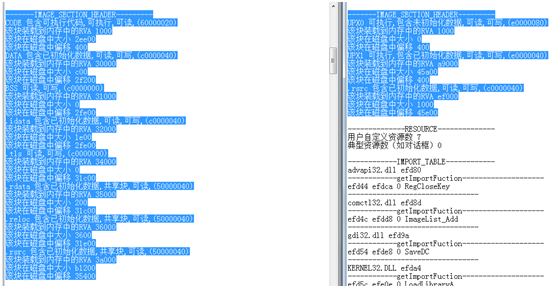 --------IMAGE_SECTION_HEADER----------
CODE 包含可执行代码,可执行,可读,(60000020)
该块装载到内存中的RVA 1000
该块在磁盘中大小 2ee00
该块在磁盘中偏移 400
DATA 包含已初始化数据,可读,可写,(c0000040)
该块装载到内存中的RVA 30000
该块在磁盘中大小 c00
该块在磁盘中偏移 2f200
BSS 可读,可写,(c0000000)
该块装载到内存中的RVA 31000
该块在磁盘中大小 0
该块在磁盘中偏移 2fe00
.idata 包含已初始化数据,可读,可写,(c0000040)
该块装载到内存中的RVA 32000
该块在磁盘中大小 1e00
该块在磁盘中偏移 2fe00
.tls 可读,可写,(c0000000)
该块装载到内存中的RVA 34000
该块在磁盘中大小 0
该块在磁盘中偏移 31c00
.rdata 包含已初始化数据,共享块,可读,(50000040)
该块装载到内存中的RVA 35000
该块在磁盘中大小 200
该块在磁盘中偏移 31c00
.reloc 包含已初始化数据,共享块,可读,(50000040)
该块装载到内存中的RVA 36000
该块在磁盘中大小 3600
该块在磁盘中偏移 31e00
.rsrc 包含已初始化数据,共享块,可读,(50000040)
该块装载到内存中的RVA 3a000
该块在磁盘中大小 b1200
该块在磁盘中偏移 35400
--------IMAGE_SECTION_HEADER----------
UPX0 可执行,包含未初始化数据,可读,可写,(e0000080)
该块装载到内存中的RVA 1000
该块在磁盘中大小 0
该块在磁盘中偏移 400
UPX1 可执行,包含已初始化数据,可读,可写,(e0000040)
该块装载到内存中的RVA a9000
该块在磁盘中大小 45a00
该块在磁盘中偏移 400
.rsrc 包含已初始化数据,可读,可写,(c0000040)
该块装载到内存中的RVA ef000
该块在磁盘中大小 1000
该块在磁盘中偏移 45e00
--------------RESOURCE--------------
用户自定义资源数 7
典型资源数（如对话框）0
------------IMPORT_TABLE------------
advapi32.dll efd80
------------getImportFuction------------
efd44 efdca 0 RegCloseKey
comctl32.dll efd8d
------------getImportFuction------------
efd4c efdd8 0 ImageList_Add
gdi32.dll efd9a
------------getImportFuction------------
efd54 efde8 0 SaveDC
KERNEL32.DLL efda4
------------getImportFuction------------
efd5c efe0e 0 LoadLibraryA